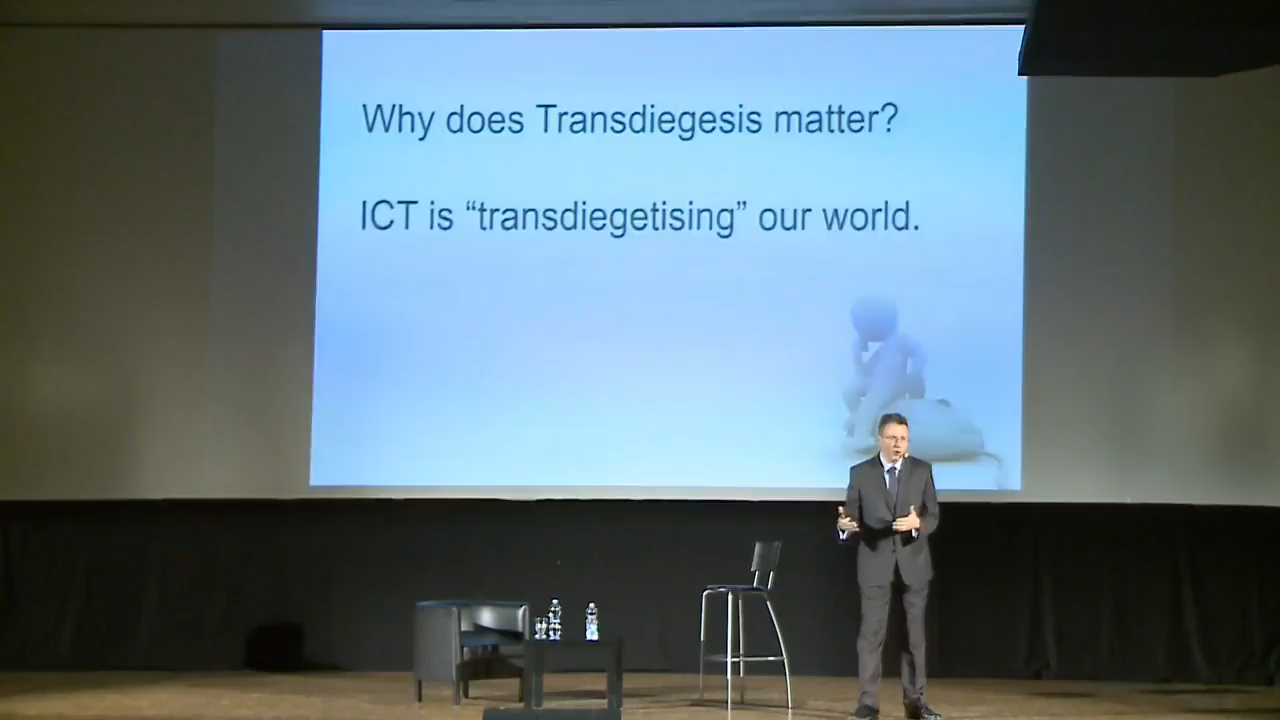 Why does Transdiegesis matter?
ICT is “transdiegetising” our world.